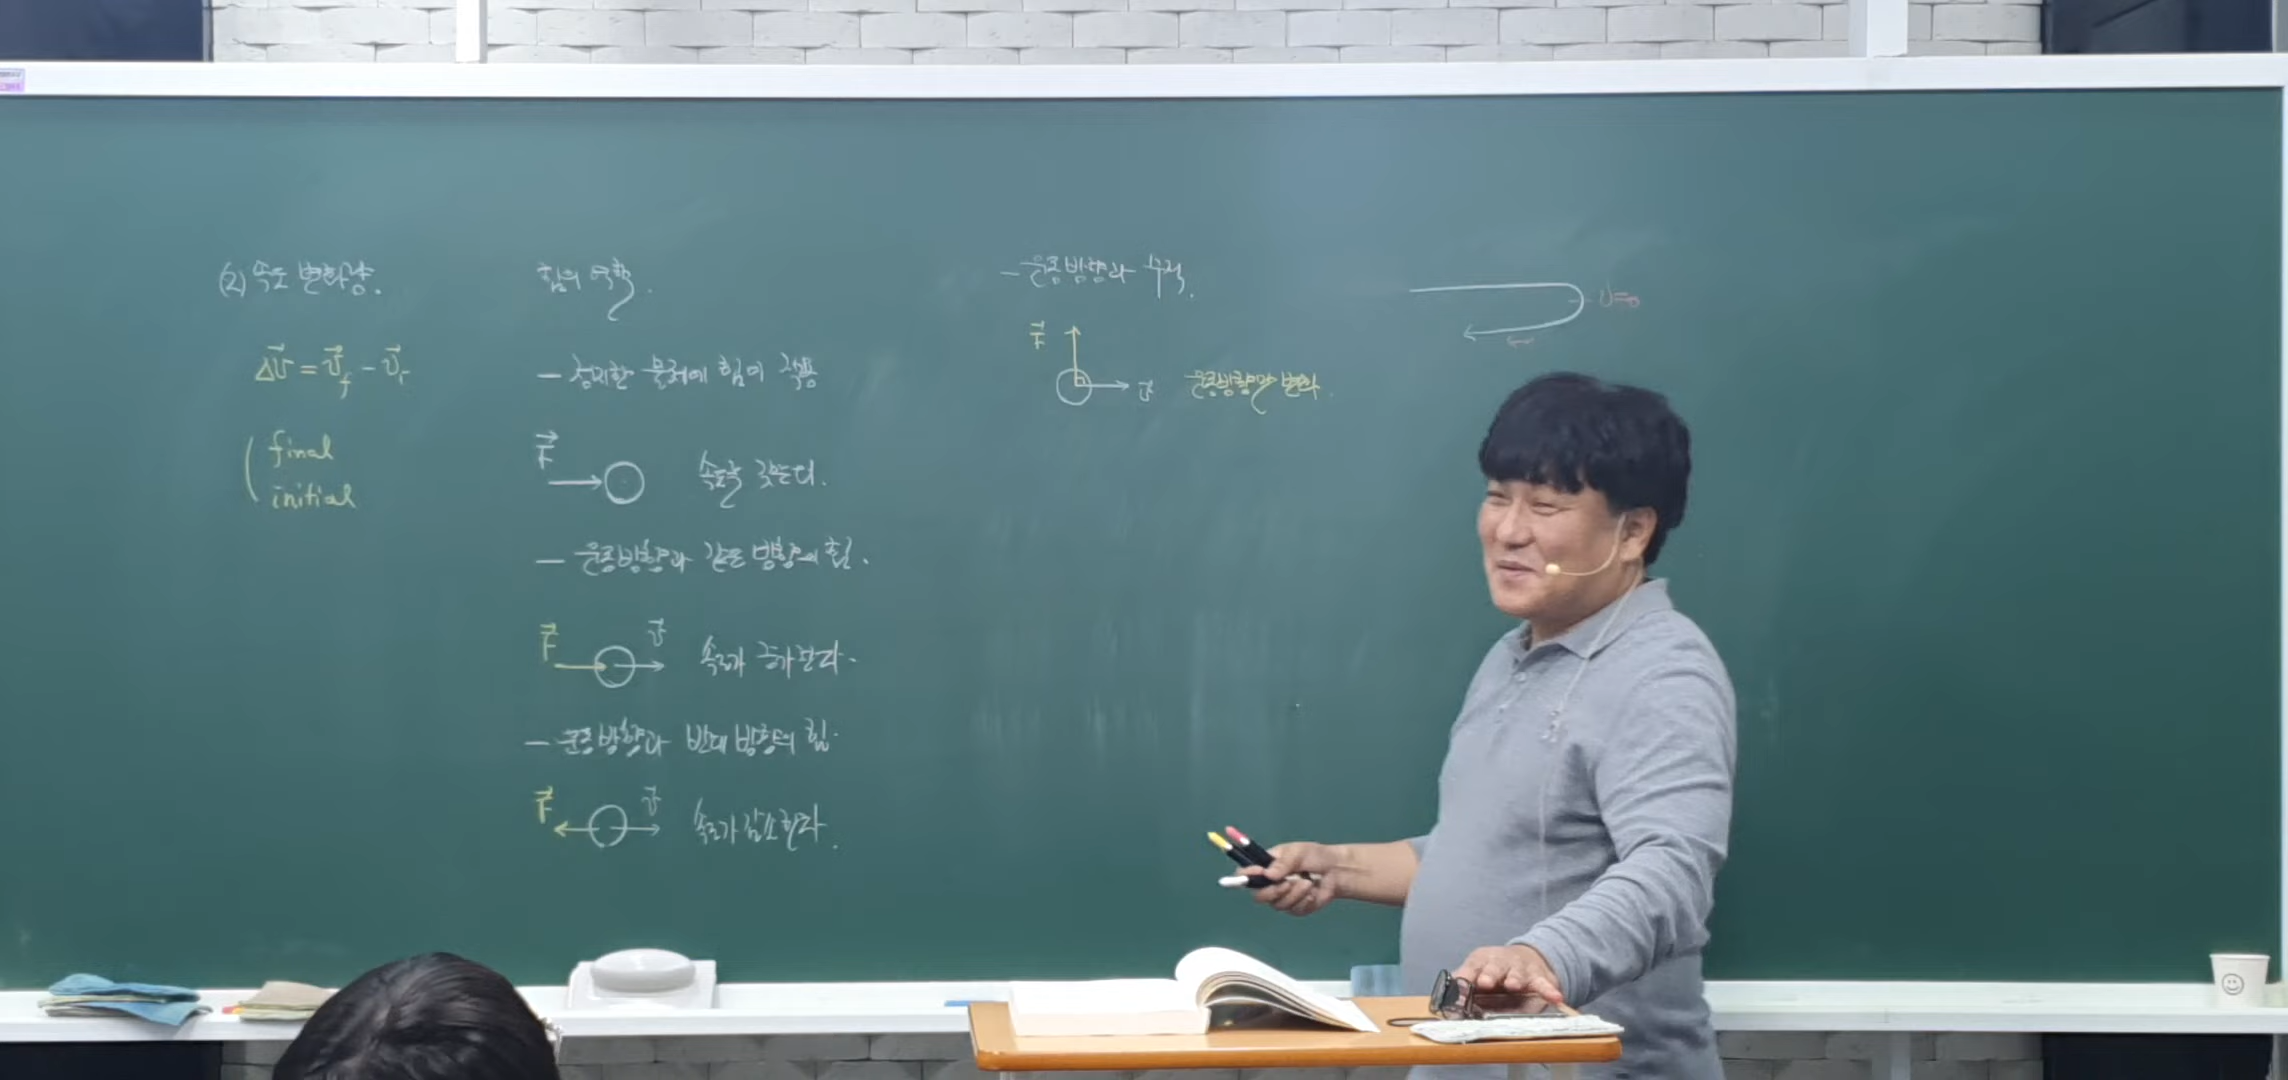 (2) 속도 변화량.
Δv⃗ = v⃗f - v⃗i
final
initial
힘의 역할.
- 정지한 물체에 힘이 작용
F⃗
속도를 갖는다.
- 운동방향과 같은 방향의 힘.
F⃗ v⃗
속도가 증가한다.
- 운동방향과 반대 방향의 힘.
F⃗ v⃗
속도가 감소한다.
- 운동방향과 수직.
F⃗
v⃗ 운동방향만 변화.
v=0